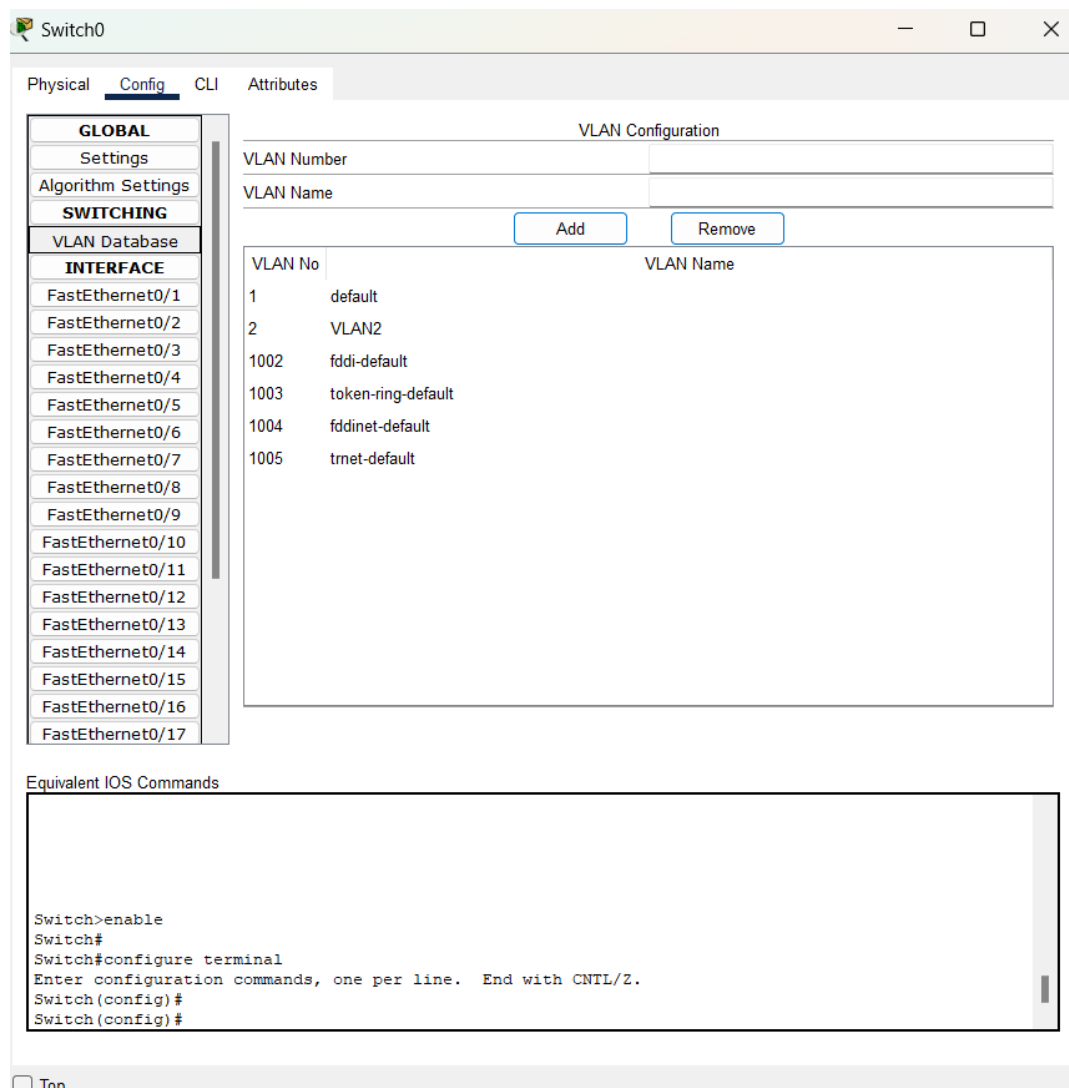 Switch0
Physical Config CLI Attributes
GLOBAL
Settings
Algorithm Settings
SWITCHING
VLAN Database
INTERFACE
FastEthernet0/1
FastEthernet0/2
FastEthernet0/3
FastEthernet0/4
FastEthernet0/5
FastEthernet0/6
FastEthernet0/7
FastEthernet0/8
FastEthernet0/9
FastEthernet0/10
FastEthernet0/11
FastEthernet0/12
FastEthernet0/13
FastEthernet0/14
FastEthernet0/15
FastEthernet0/16
FastEthernet0/17
VLAN Configuration
VLAN Number
VLAN Name
Add Remove
VLAN No VLAN Name
1 default
2 VLAN2
1002 fddi-default
1003 token-ring-default
1004 fddinet-default
1005 trnet-default
Equivalent IOS Commands
Switch>enable
Switch#
Switch#configure terminal
Enter configuration commands, one per line. End with CNTL/Z.
Switch(config)#
Switch(config)#
Top